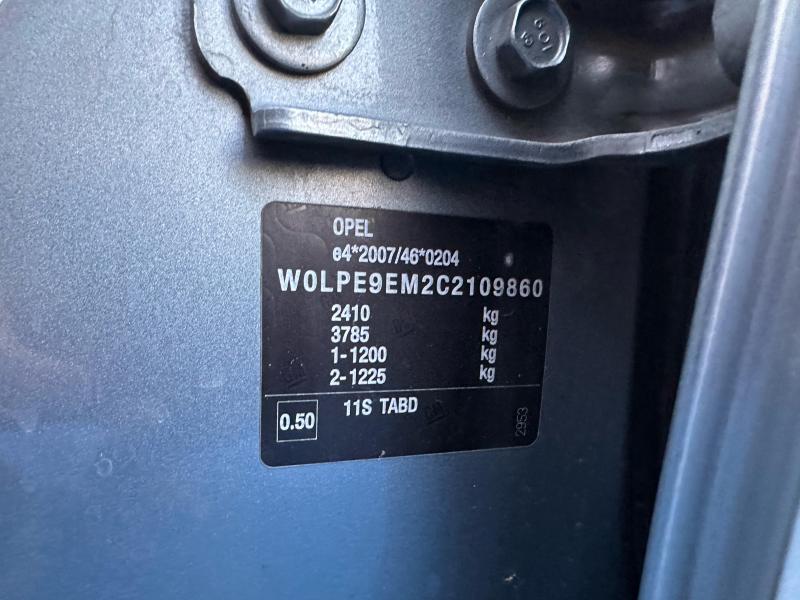 OPEL
e4*2007/46*0204
W0LPE9EM2C2109860
2410 kg
3785 kg
1-1200 kg
2-1225 kg
0.50 11S TABD
2953